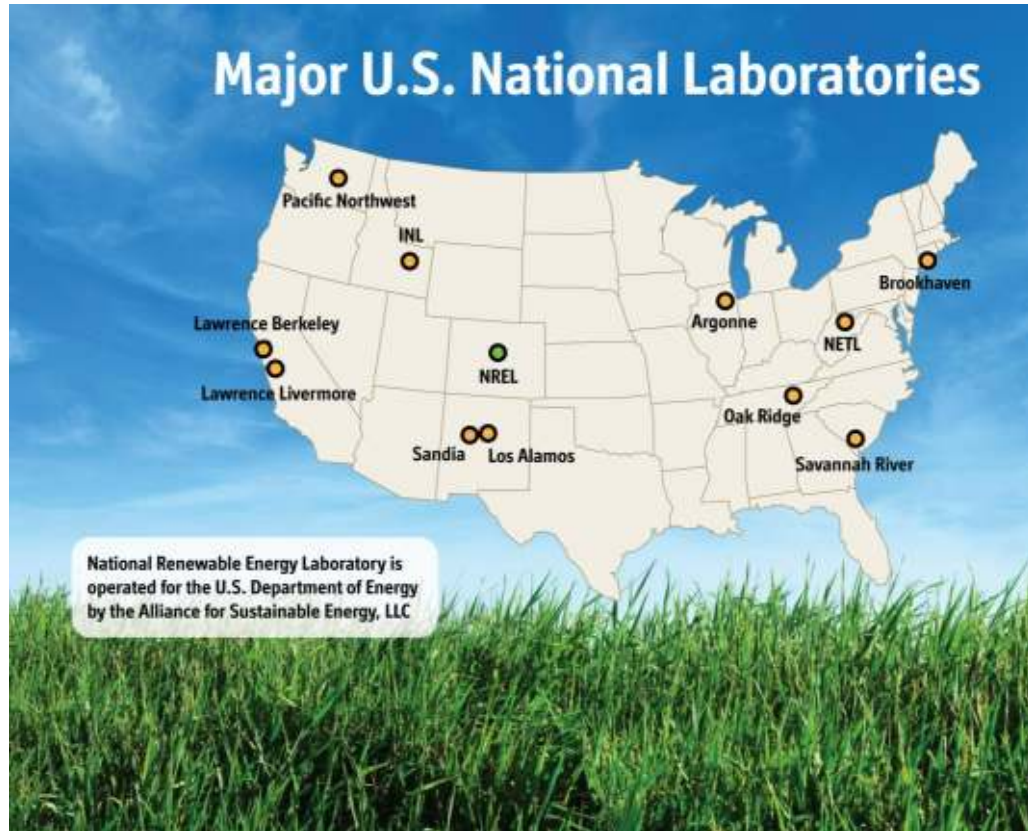 Major U.S. National Laboratories
Pacific Northwest
INL
Brookhaven
Argonne
Lawrence Berkeley
NETL
NREL
Lawrence Livermore
Oak Ridge
Sandia
Los Alamos
Savannah River
National Renewable Energy Laboratory is
operated for the U.S. Department of Energy
by the Alliance for Sustainable Energy, LLC